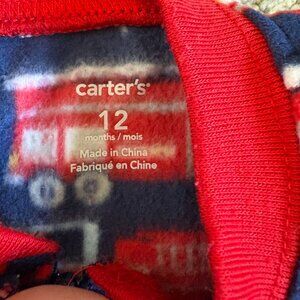 carter's®
12
months / mois
Made in China
Fabriqué en Chine